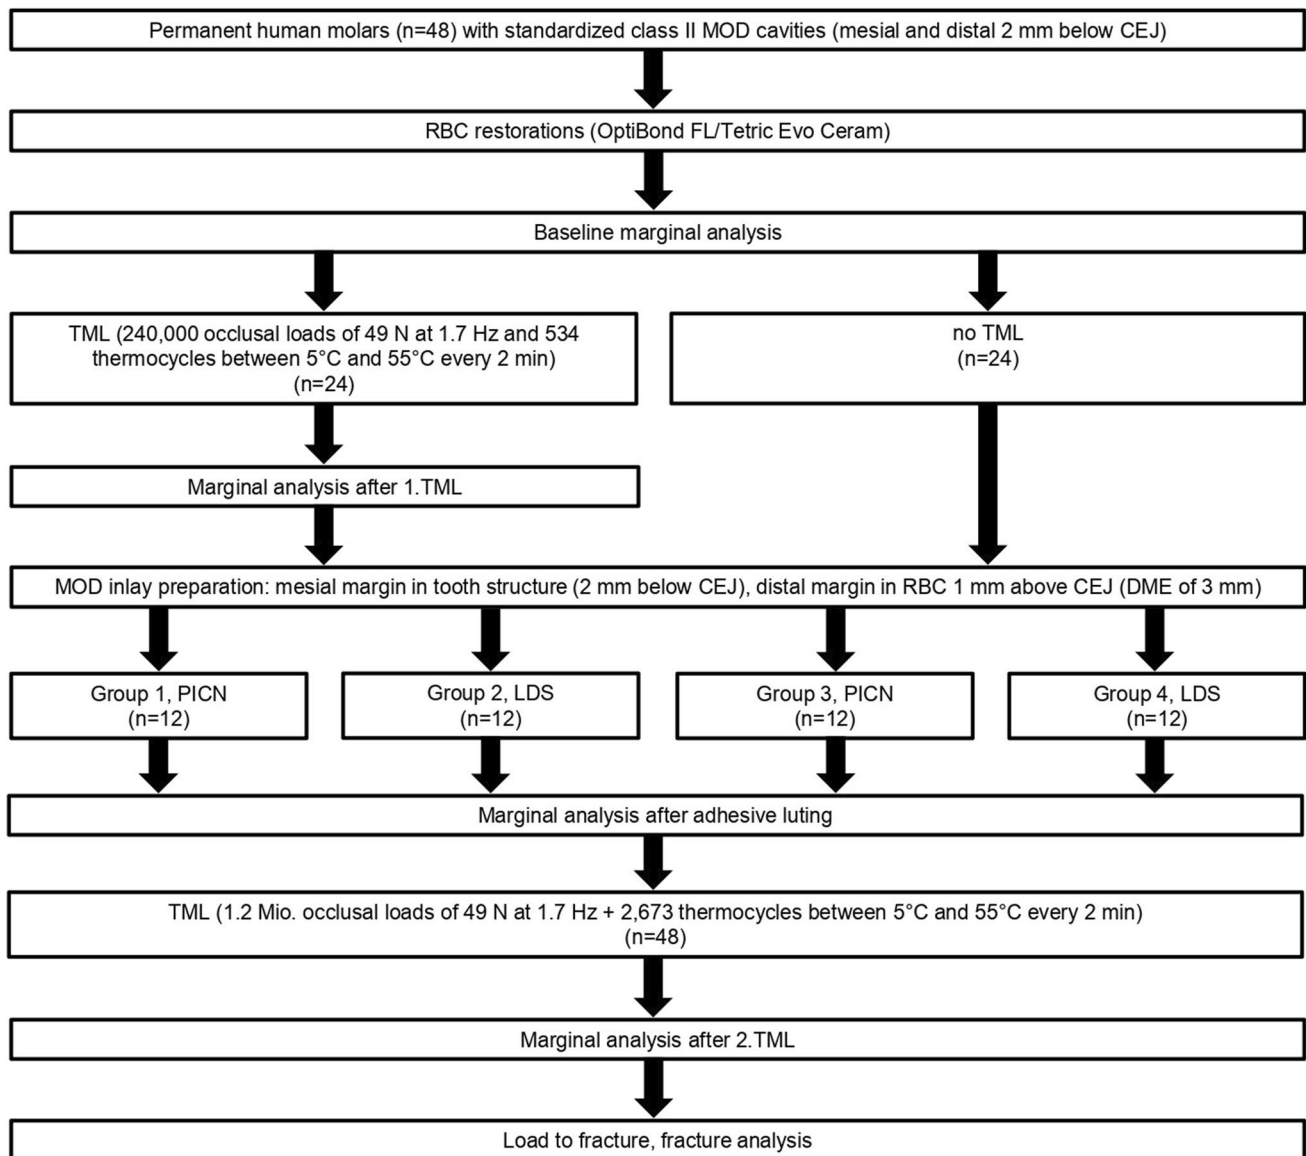 Permanent human molars (n=48) with standardized class II MOD cavities (mesial and distal 2 mm below CEJ)
RBC restorations (OptiBond FL/Tetric Evo Ceram)
Baseline marginal analysis
TML (240,000 occlusal loads of 49 N at 1.7 Hz and 534
thermocycles between 5°C and 55°C every 2 min)
(n=24)
no TML
(n=24)
Marginal analysis after 1.TML
MOD inlay preparation: mesial margin in tooth structure (2 mm below CEJ), distal margin in RBC 1 mm above CEJ (DME of 3 mm)
Group 1, PICN
(n=12)
Group 2, LDS
(n=12)
Group 3, PICN
(n=12)
Group 4, LDS
(n=12)
Marginal analysis after adhesive luting
TML (1.2 Mio. occlusal loads of 49 N at 1.7 Hz + 2,673 thermocycles between 5°C and 55°C every 2 min)
(n=48)
Marginal analysis after 2.TML
Load to fracture, fracture analysis